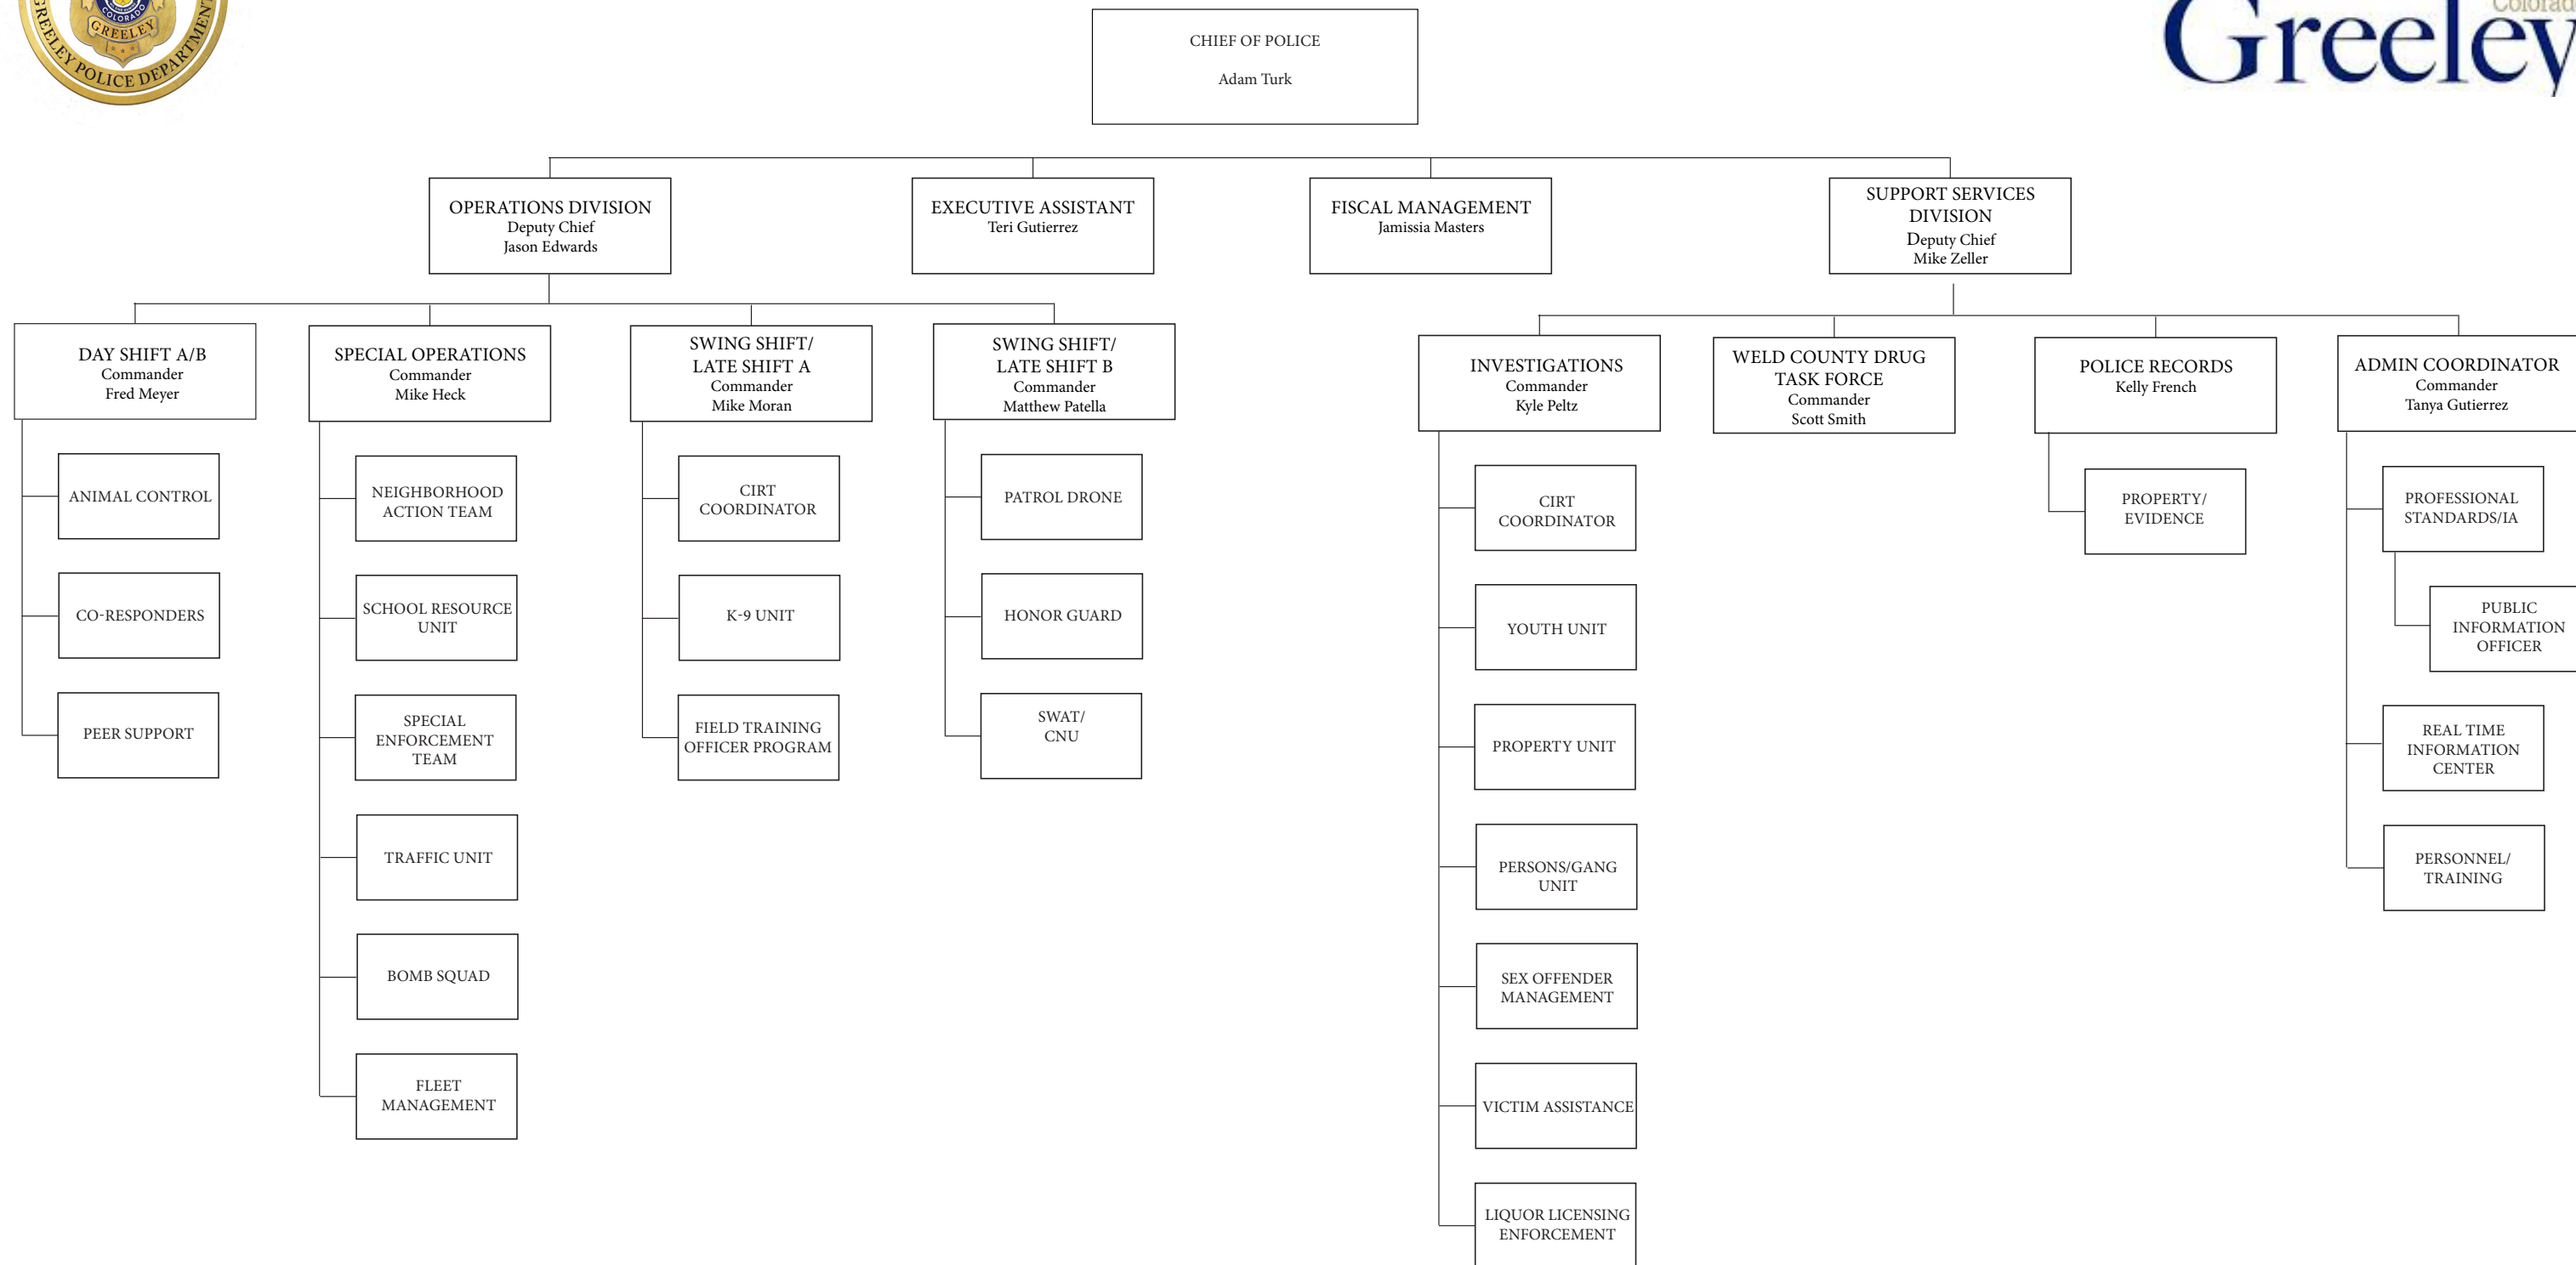 COLORADO
GREELEY
GREELEY POLICE DEPARTMENT
Greeley
CHIEF OF POLICE
Adam Turk
OPERATIONS DIVISION
Deputy Chief
Jason Edwards
EXECUTIVE ASSISTANT
Teri Gutierrez
FISCAL MANAGEMENT
Jamissia Masters
SUPPORT SERVICES
DIVISION
Deputy Chief
Mike Zeller
DAY SHIFT A/B
Commander
Fred Meyer
SPECIAL OPERATIONS
Commander
Mike Heck
SWING SHIFT/
LATE SHIFT A
Commander
Mike Moran
SWING SHIFT/
LATE SHIFT B
Commander
Matthew Patella
INVESTIGATIONS
Commander
Kyle Peltz
WELD COUNTY DRUG
TASK FORCE
Commander
Scott Smith
POLICE RECORDS
Kelly French
ADMIN COORDINATOR
Commander
Tanya Gutierrez
ANIMAL CONTROL
CO-RESPONDERS
PEER SUPPORT
NEIGHBORHOOD
ACTION TEAM
SCHOOL RESOURCE
UNIT
SPECIAL
ENFORCEMENT
TEAM
TRAFFIC UNIT
BOMB SQUAD
FLEET
MANAGEMENT
CIRT
COORDINATOR
K-9 UNIT
FIELD TRAINING
OFFICER PROGRAM
PATROL DRONE
HONOR GUARD
SWAT/
CNU
CIRT
COORDINATOR
YOUTH UNIT
PROPERTY UNIT
PERSONS/GANG
UNIT
SEX OFFENDER
MANAGEMENT
VICTIM ASSISTANCE
LIQUOR LICENSING
ENFORCEMENT
PROPERTY/
EVIDENCE
PROFESSIONAL
STANDARDS/IA
PUBLIC
INFORMATION
OFFICER
REAL TIME
INFORMATION
CENTER
PERSONNEL/
TRAINING